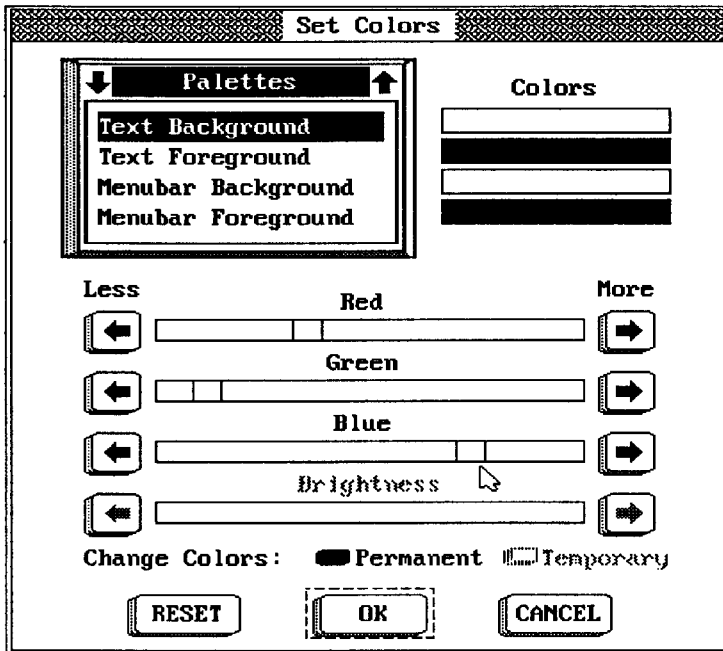 Set Colors
Palettes
Colors
Text Background
Text Foreground
Menubar Background
Menubar Foreground
Less
More
Red
Green
Blue
Brightness
Change Colors: Permanent Temporary
RESET OK CANCEL